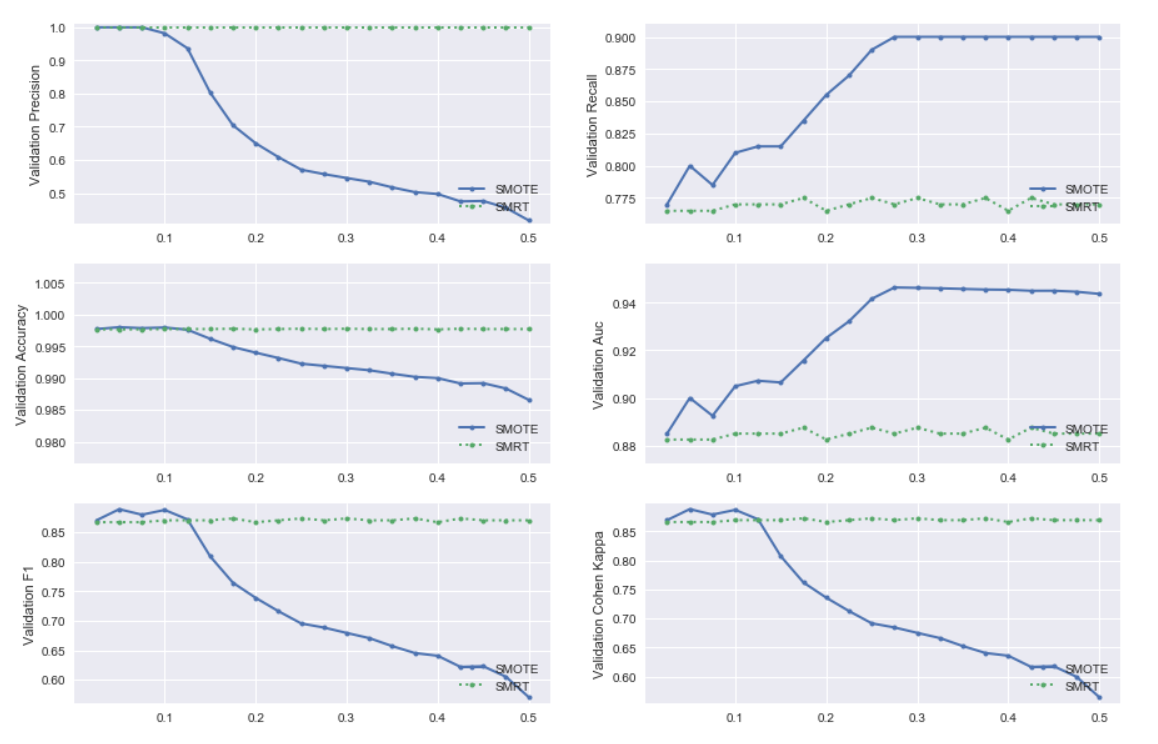 Validation Precision
1.0
0.9
0.8
0.7
0.6
0.5
0.1 0.2 0.3 0.4 0.5
SMOTE
SMRT
Validation Recall
0.900
0.875
0.850
0.825
0.800
0.775
0.1 0.2 0.3 0.4 0.5
SMOTE
SMRT
Validation Accuracy
1.005
1.000
0.995
0.990
0.985
0.980
0.1 0.2 0.3 0.4 0.5
SMOTE
SMRT
Validation Auc
0.94
0.92
0.90
0.88
0.1 0.2 0.3 0.4 0.5
SMOTE
SMRT
Validation F1
0.85
0.80
0.75
0.70
0.65
0.60
0.1 0.2 0.3 0.4 0.5
SMOTE
SMRT
Validation Cohen Kappa
0.85
0.80
0.75
0.70
0.65
0.60
0.1 0.2 0.3 0.4 0.5
SMOTE
SMRT